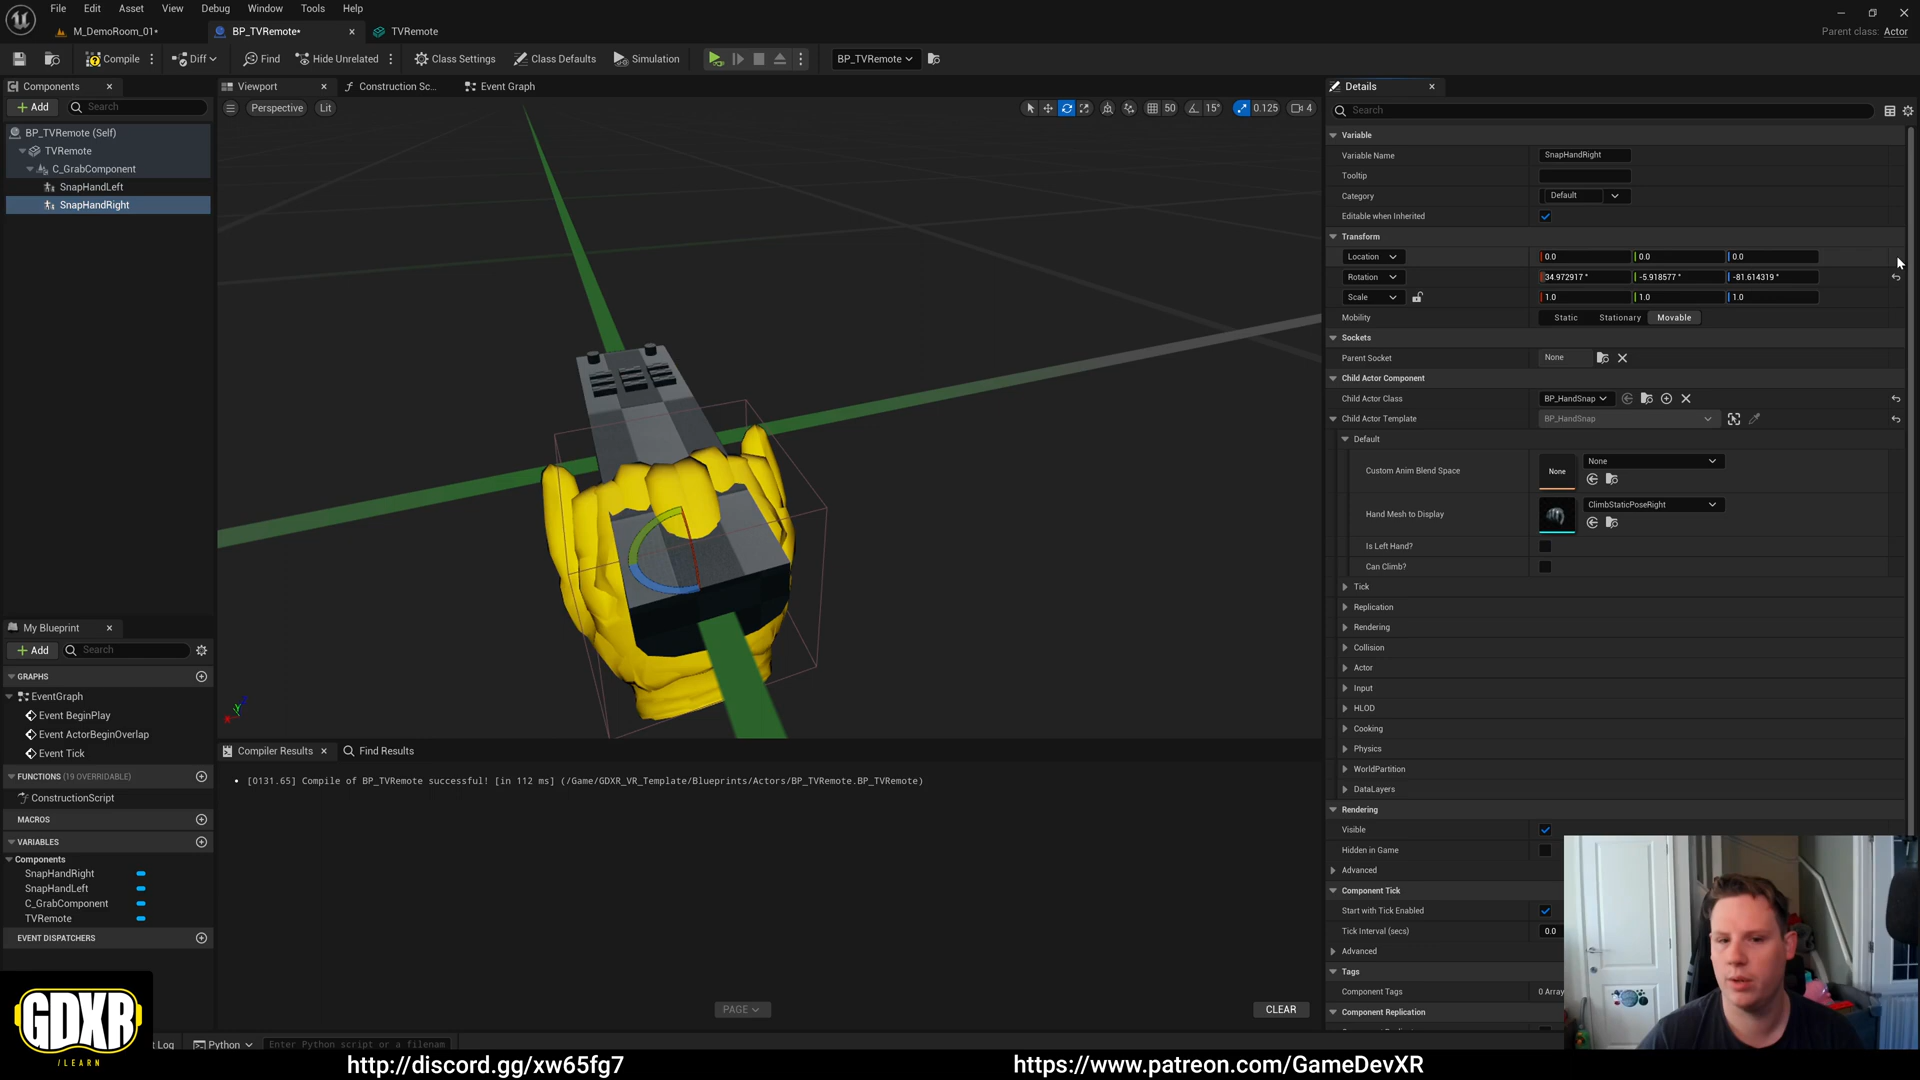 File Edit Asset View Debug Window Tools Help
M_DemoRoom_01* BP_TVRemote* TVRemote
Parent class: Actor
Compile Diff Find Hide Unrelated Class Settings Class Defaults Simulation BP_TVRemote
Components
Add Search
BP_TVRemote (Self)
TVRemote
C_GrabComponent
SnapHandLeft
SnapHandRight
Viewport Construction Sc... Event Graph
Perspective Lit
50 15° 0.125 4
My Blueprint
Add Search
GRAPHS
EventGraph
Event BeginPlay
Event ActorBeginOverlap
Event Tick
FUNCTIONS (19 OVERRIDABLE)
ConstructionScript
MACROS
VARIABLES
Components
SnapHandRight
SnapHandLeft
C_GrabComponent
TVRemote
EVENT DISPATCHERS
Compiler Results Find Results
[0131.65] Compile of BP_TVRemote successful! [in 112 ms] (/Game/GDXR_VR_Template/Blueprints/Actors/BP_TVRemote.BP_TVRemote)
PAGE CLEAR
Details
Search
Variable
Variable Name SnapHandRight
Tooltip
Category Default
Editable when Inherited
Transform
Location 0.0 0.0 0.0
Rotation 34.972917 ° -5.918577 ° -81.614319 °
Scale 1.0 1.0 1.0
Mobility Static Stationary Movable
Sockets
Parent Socket None
Child Actor Component
Child Actor Class BP_HandSnap
Child Actor Template BP_HandSnap
Default
Custom Anim Blend Space None None
Hand Mesh to Display ClimbStaticPoseRight
Is Left Hand?
Can Climb?
Tick
Replication
Rendering
Collision
Actor
Input
HLOD
Cooking
Physics
WorldPartition
DataLayers
Rendering
Visible
Hidden in Game
Advanced
Component Tick
Start with Tick Enabled
Tick Interval (secs) 0.0
Advanced
Tags
Component Tags 0 Array
Component Replication
GDXR
/LEARN
Log Python Enter Python script or a filenam
http://discord.gg/xw65fg7 https://www.patreon.com/GameDevXR